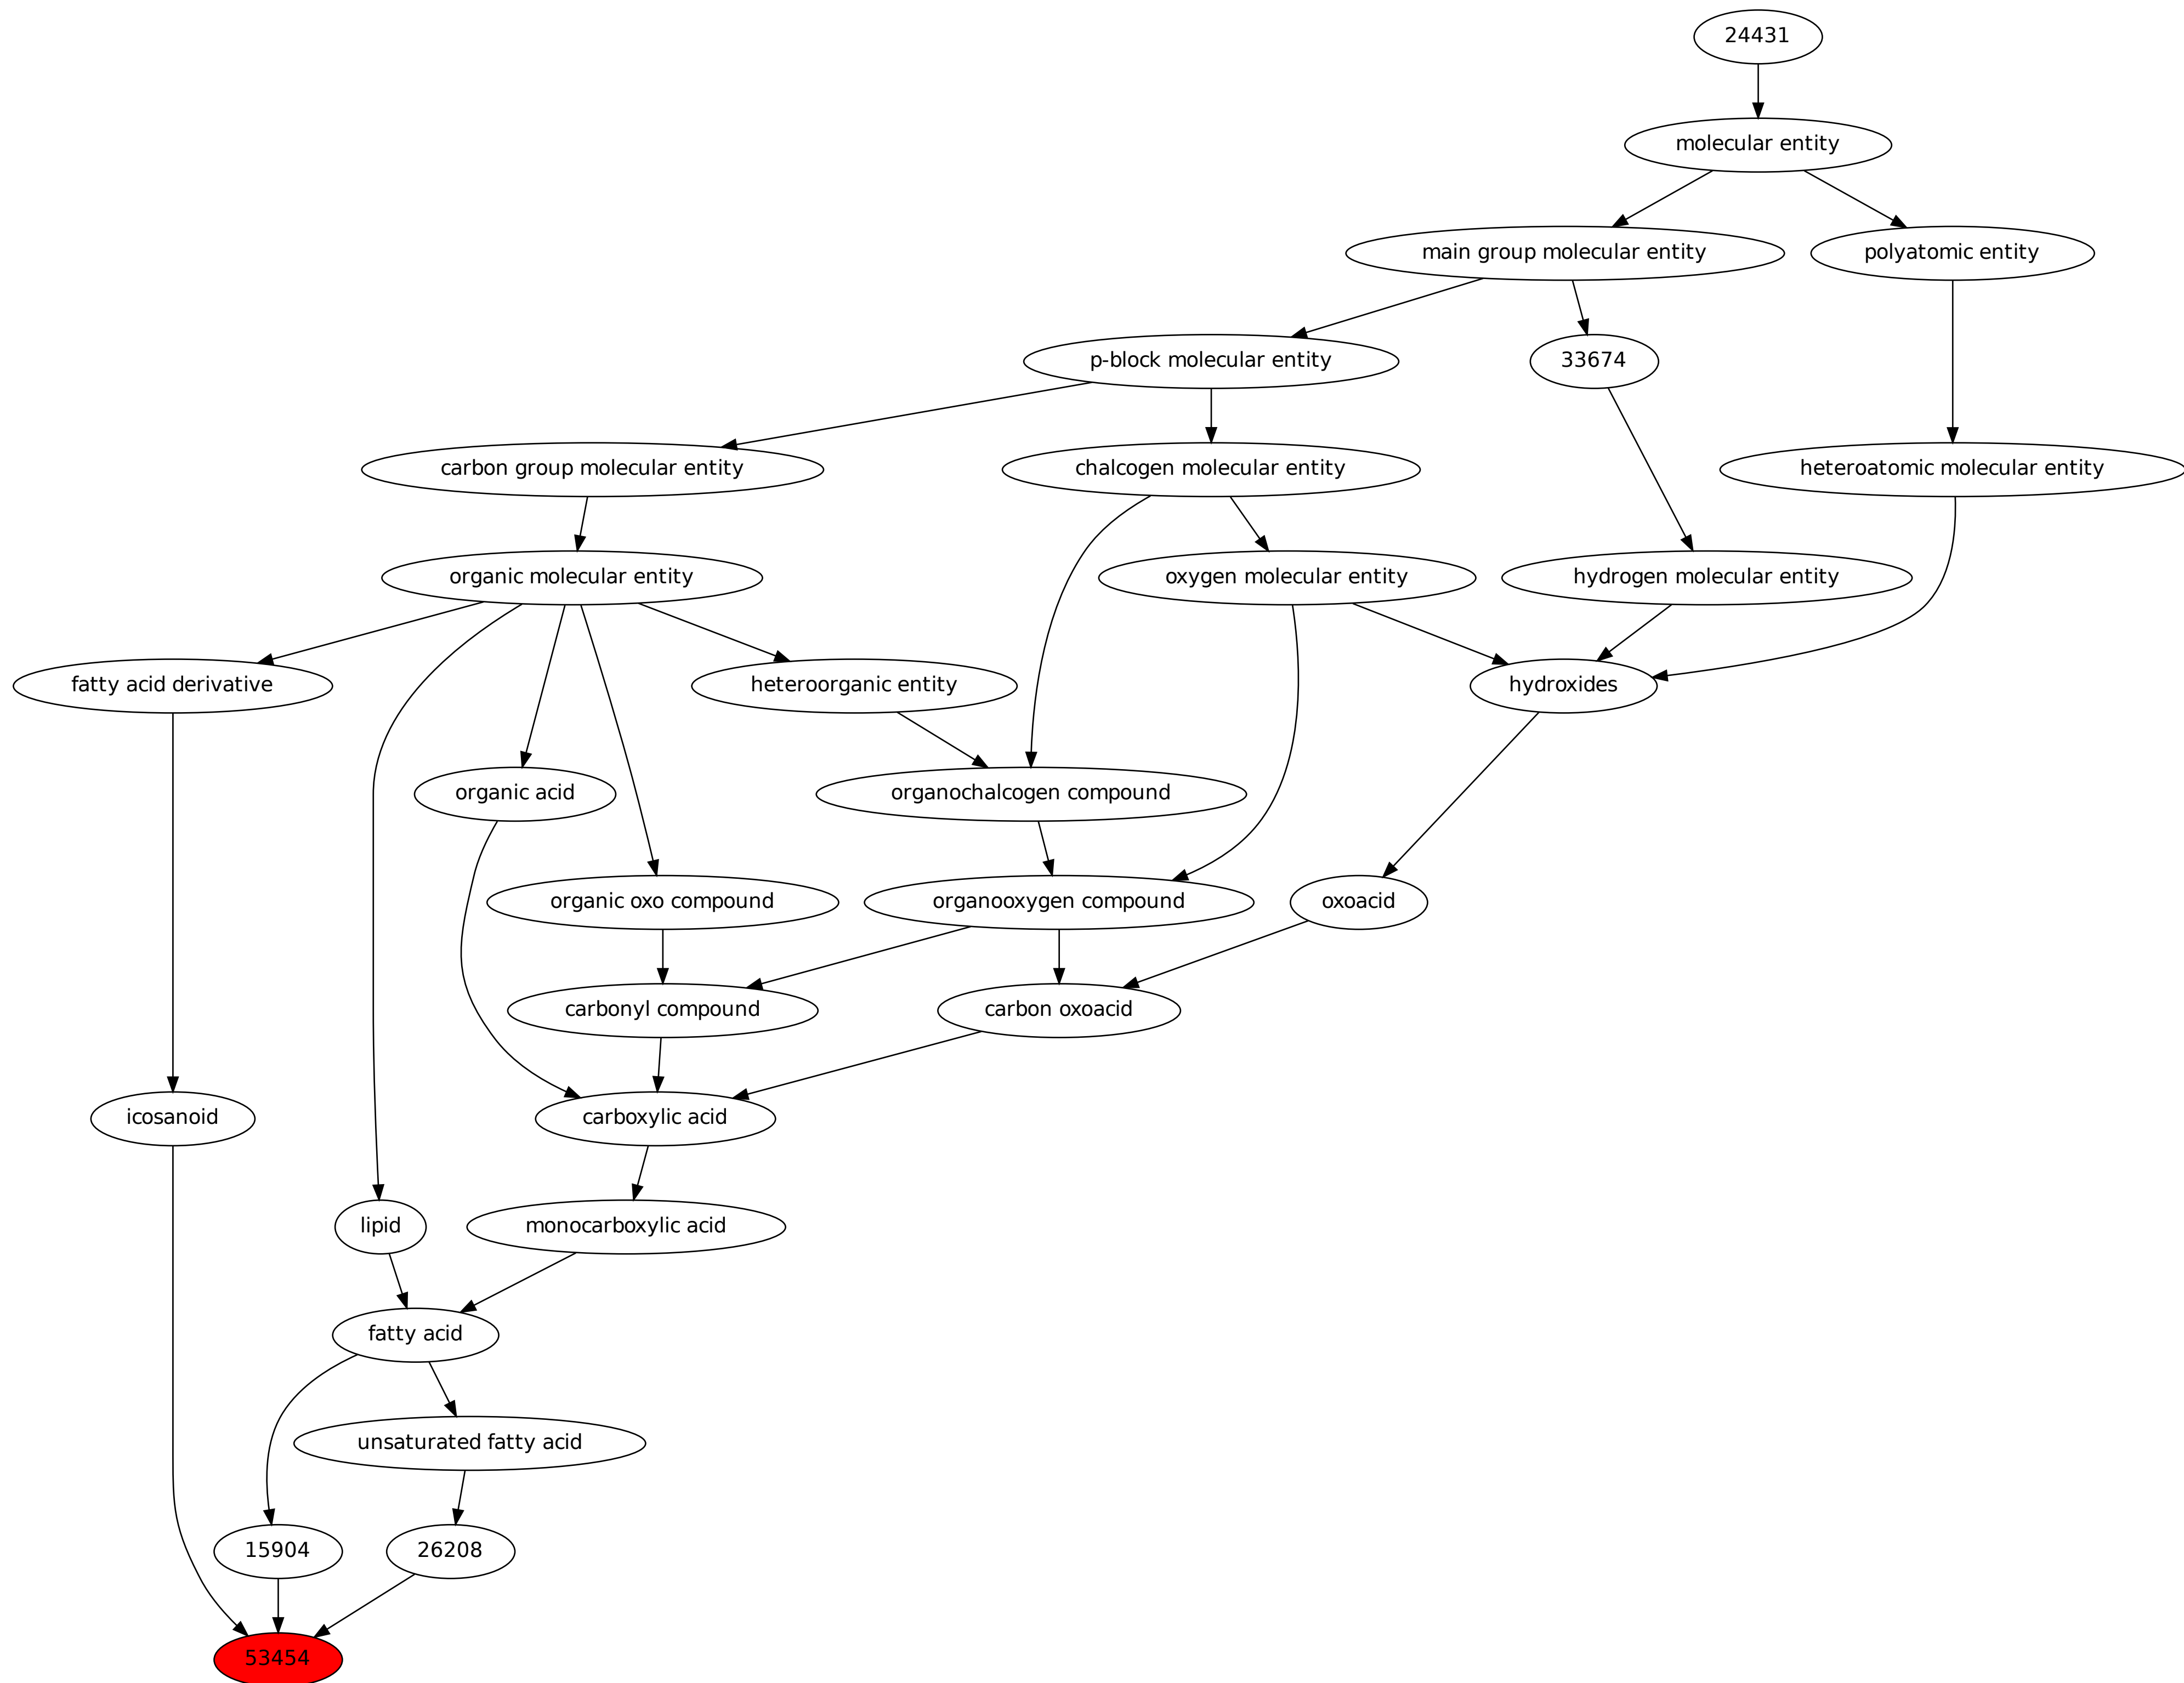 24431
molecular entity
main group molecular entity
polyatomic entity
p-block molecular entity
33674
carbon group molecular entity
chalcogen molecular entity
heteroatomic molecular entity
organic molecular entity
oxygen molecular entity
hydrogen molecular entity
fatty acid derivative
heteroorganic entity
hydroxides
organic acid
organochalcogen compound
organic oxo compound
organooxygen compound
oxoacid
carbonyl compound
carbon oxoacid
icosanoid
carboxylic acid
lipid
monocarboxylic acid
fatty acid
unsaturated fatty acid
15904
26208
53454